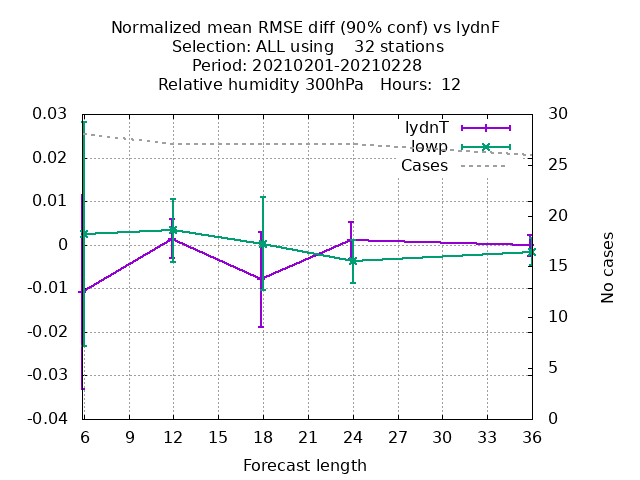 Normalized mean RMSE diff (90% conf) vs lydnF
Selection: ALL using    32 stations
Period: 20210201-20210228
Relative humidity 300hPa   Hours:  12
0.03
0.02
0.01
0
-0.01
-0.02
-0.03
-0.04
lydnT
lowp
Cases
30
25
20
15
10
5
0
No cases
6 9 12 15 18 21 24 27 30 33 36
Forecast length